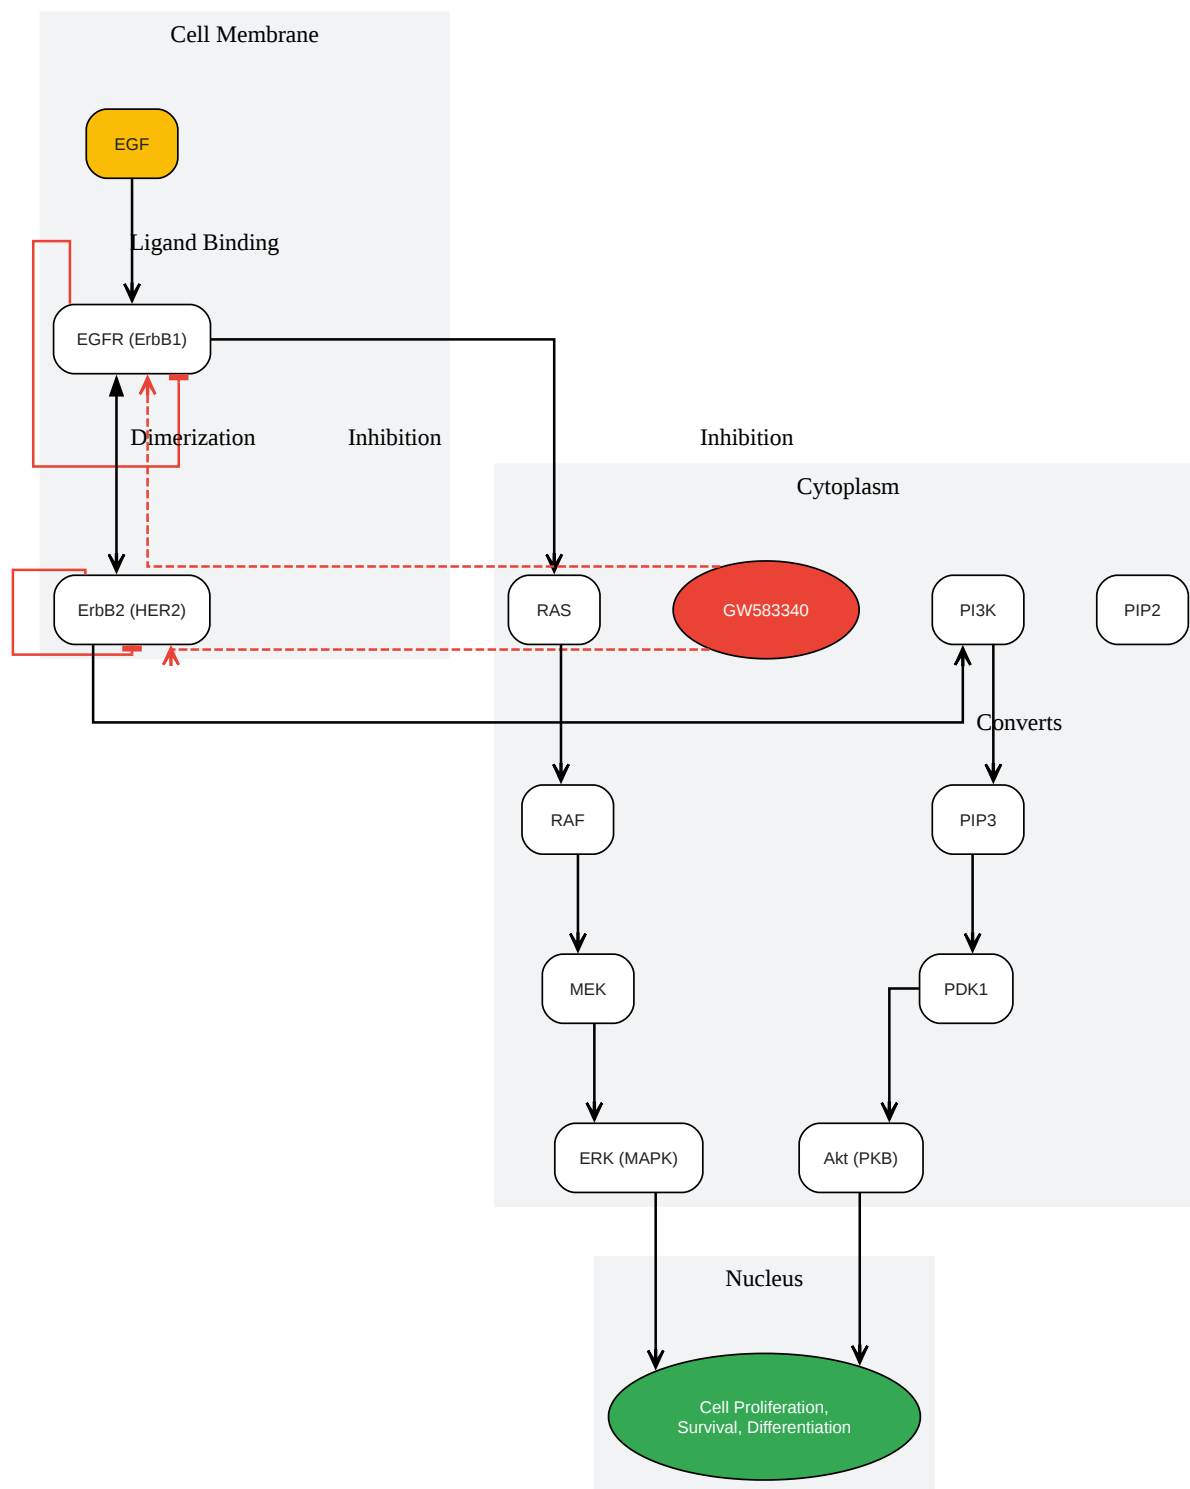 Cell Membrane
EGF
Ligand Binding
EGFR (ErbB1)
Dimerization
Inhibition
Inhibition
Cytoplasm
ErbB2 (HER2)
RAS
GW583340
PI3K
PIP2
Converts
RAF
PIP3
MEK
PDK1
ERK (MAPK)
Akt (PKB)
Nucleus
Cell Proliferation,
Survival, Differentiation